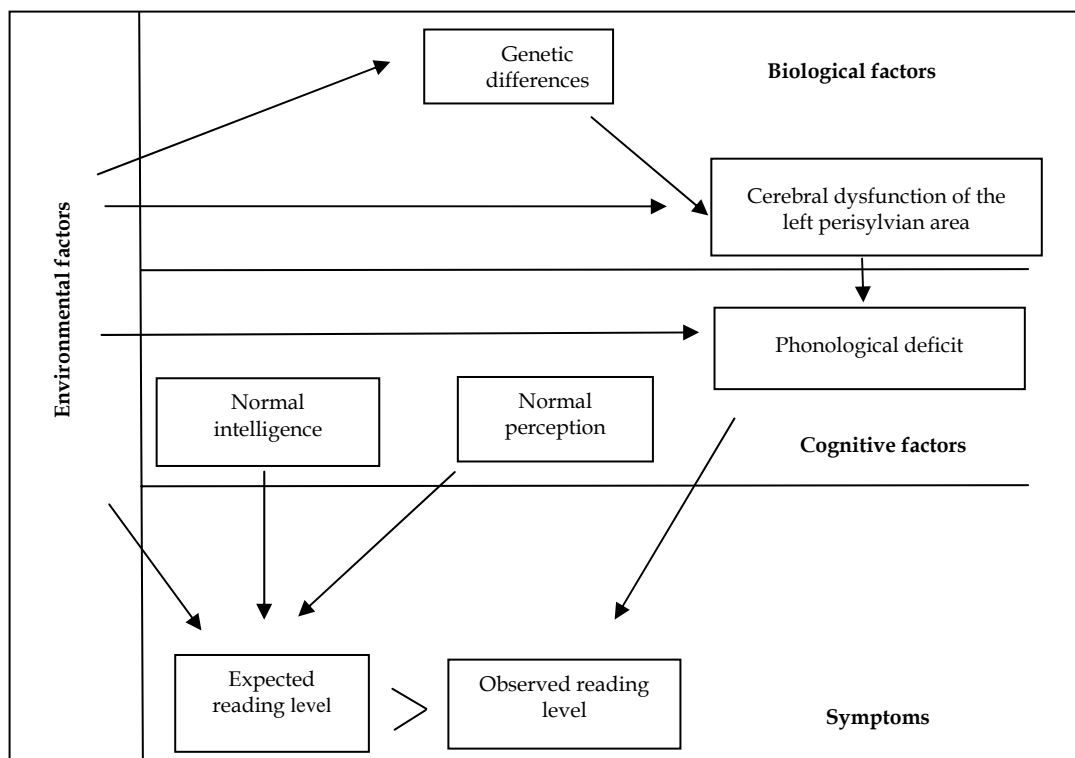 Genetic
differences
Biological factors
Cerebral dysfunction of the
left perisylvian area
Environmental factors
Phonological deficit
Normal
intelligence
Normal
perception
Cognitive factors
Expected
reading level
>
Observed reading
level
Symptoms